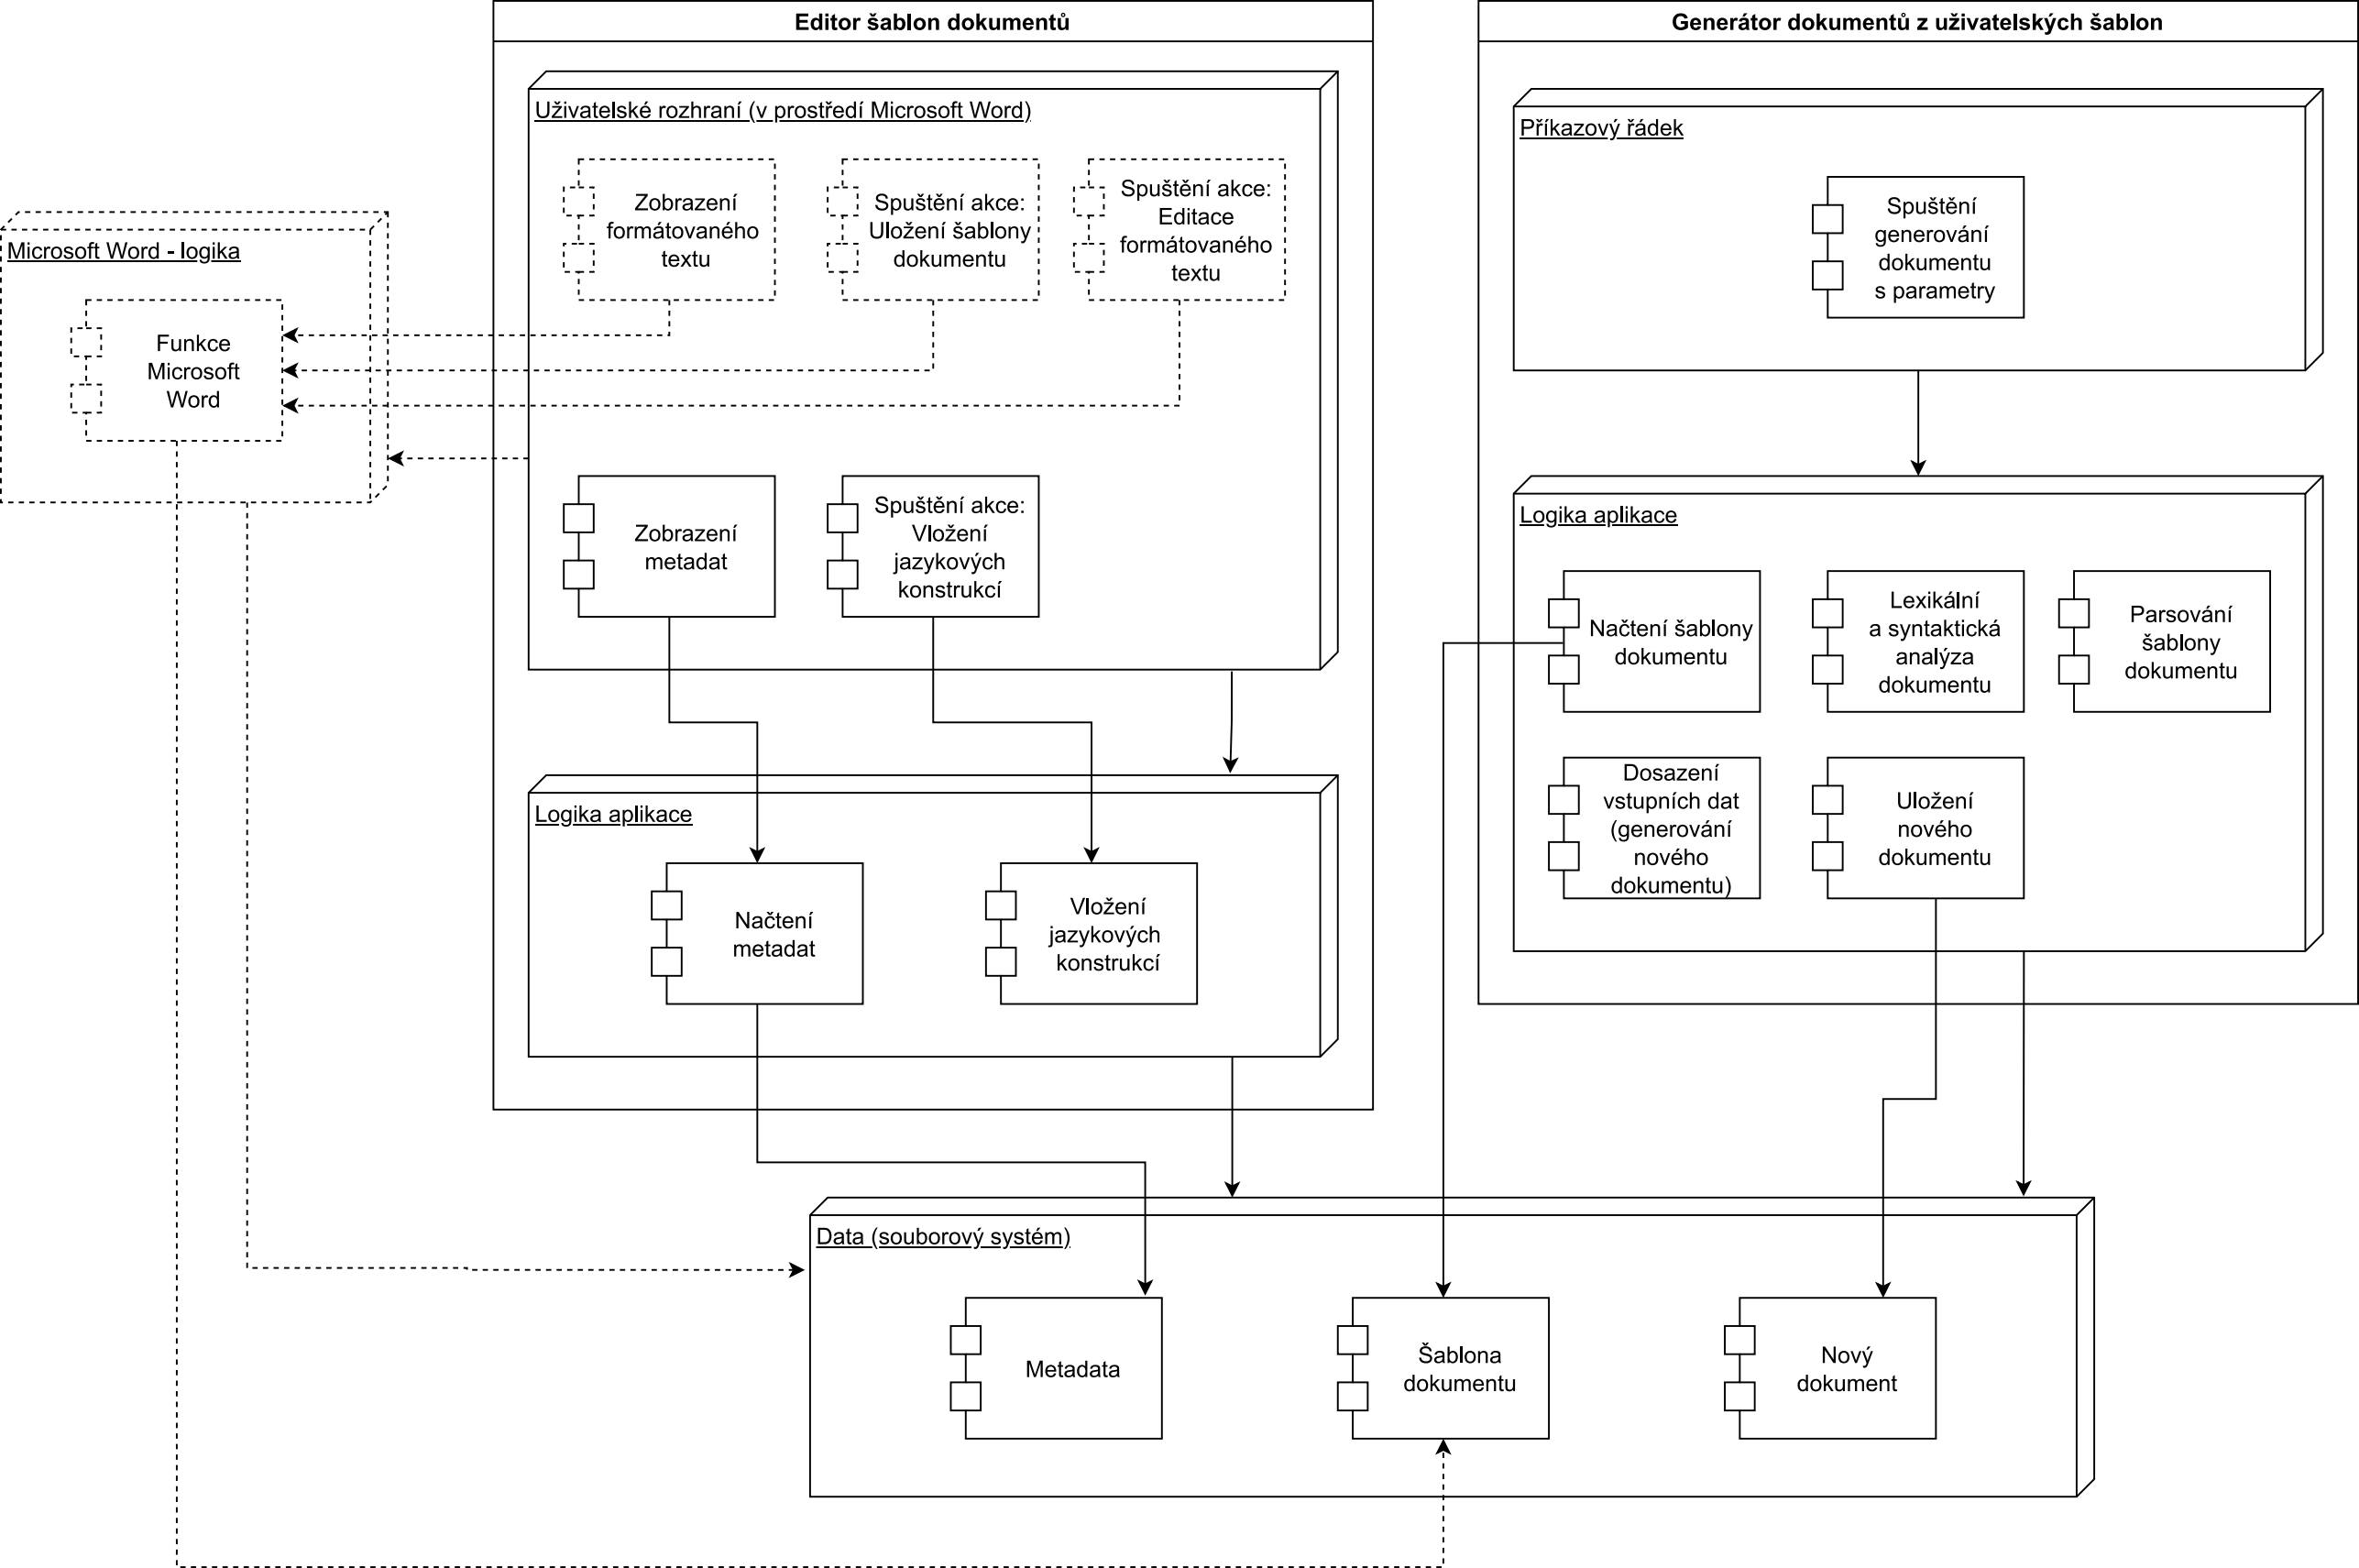 Editor šablon dokumentů
Generátor dokumentů z uživatelských šablon
Uživatelské rozhraní (v prostředí Microsoft Word)
Zobrazení
formátovaného
textu
Spuštění akce:
Uložení šablony
dokumentu
Spuštění akce:
Editace
formátovaného
textu
Příkazový řádek
Spuštění
generování
dokumentu
s parametry
Microsoft Word - logika
Funkce
Microsoft
Word
Zobrazení
metadat
Spuštění akce:
Vložení
jazykových
konstrukcí
Logika aplikace
Načtení šablony
dokumentu
Lexikální
a syntaktická
analýza
dokumentu
Parsování
šablony
dokumentu
Dosazení
vstupních dat
(generování
nového
dokumentu)
Uložení
nového
dokumentu
Logika aplikace
Načtení
metadat
Vložení
jazykových
konstrukcí
Data (souborový systém)
Metadata
Šablona
dokumentu
Nový
dokument